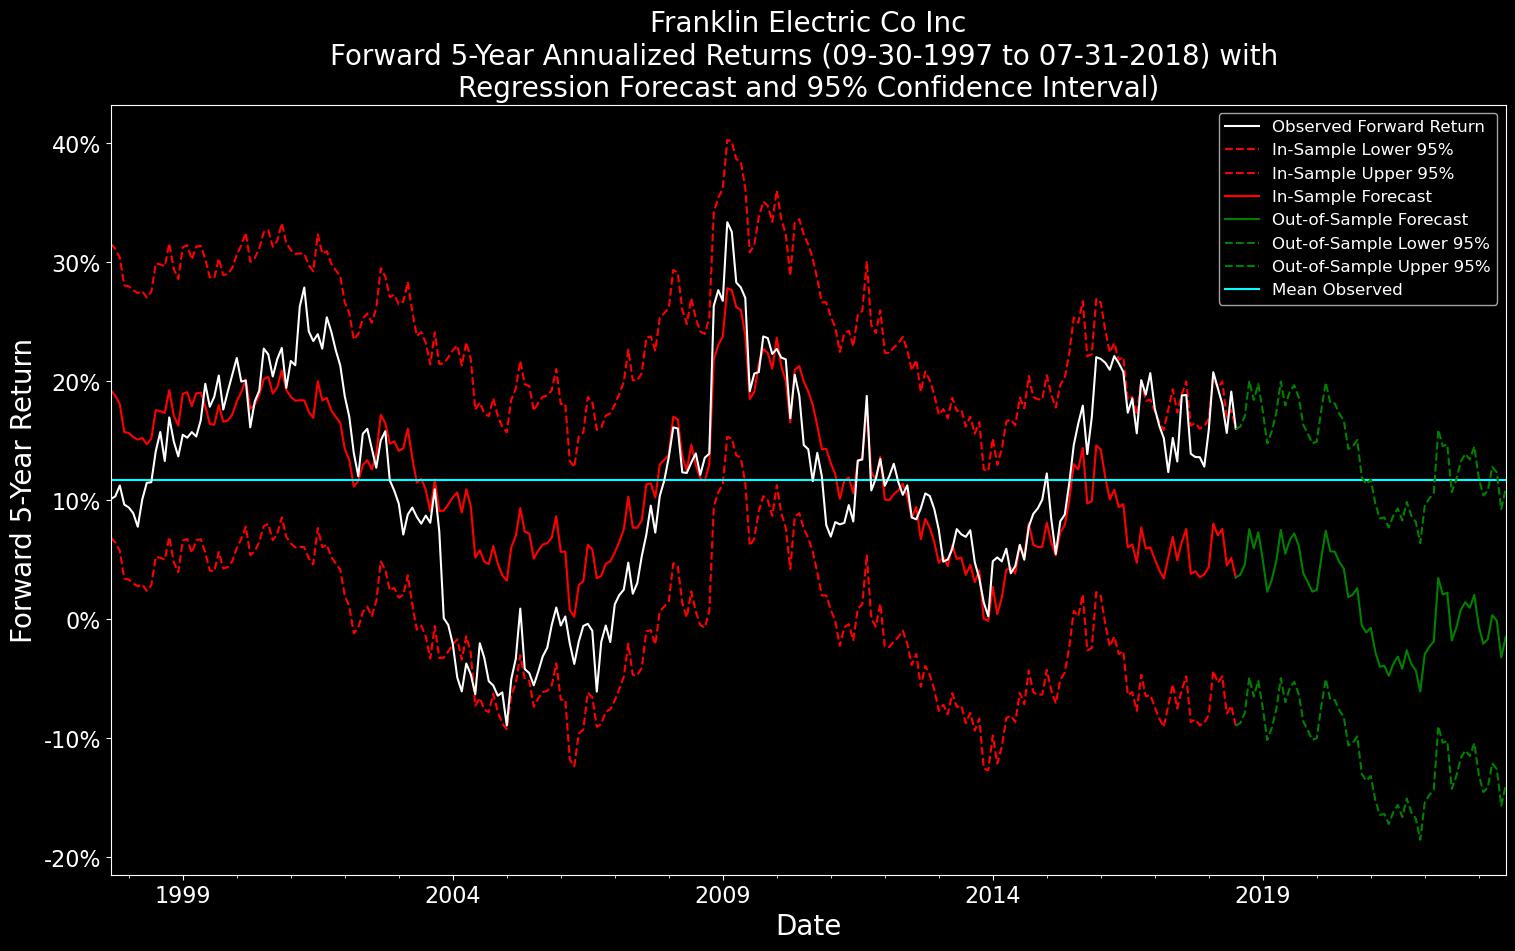 Franklin Electric Co Inc
Forward 5-Year Annualized Returns (09-30-1997 to 07-31-2018) with
Regression Forecast and 95% Confidence Interval)
Forward 5-Year Return
40%
30%
20%
10%
0%
-10%
-20%
Observed Forward Return
In-Sample Lower 95%
In-Sample Upper 95%
In-Sample Forecast
Out-of-Sample Forecast
Out-of-Sample Lower 95%
Out-of-Sample Upper 95%
Mean Observed
1999 2004 2009 2014 2019
Date